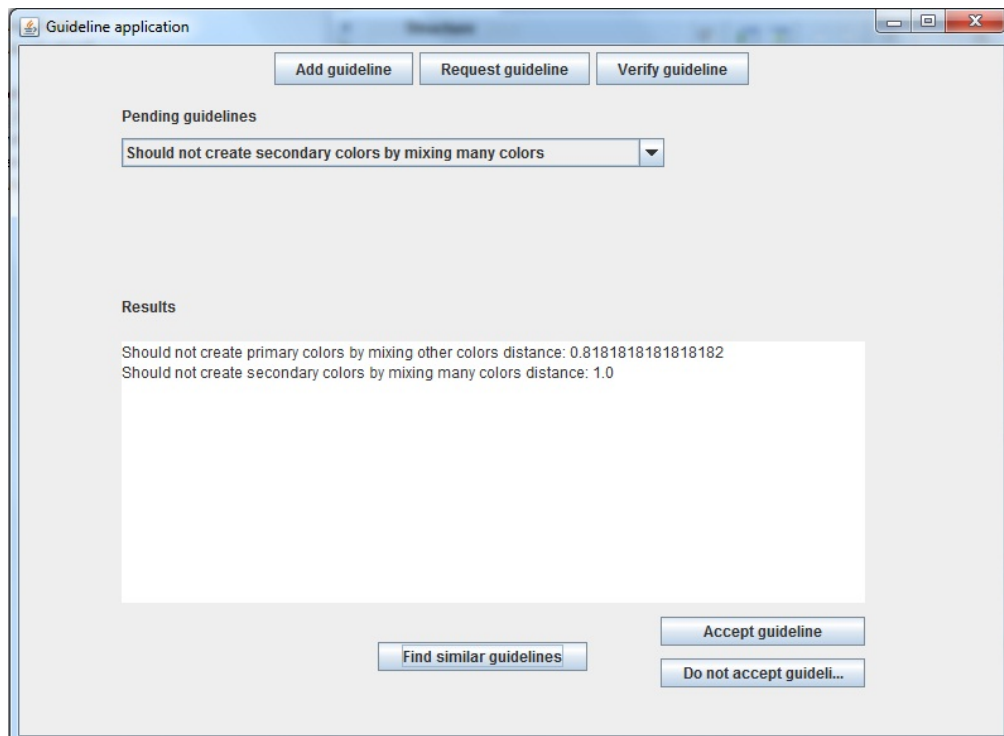 Guideline application
Add guideline Request guideline Verify guideline
Pending guidelines
Should not create secondary colors by mixing many colors
Results
Should not create primary colors by mixing other colors distance: 0.8181818181818182
Should not create secondary colors by mixing many colors distance: 1.0
Accept guideline
Find similar guidelines
Do not accept guideli...